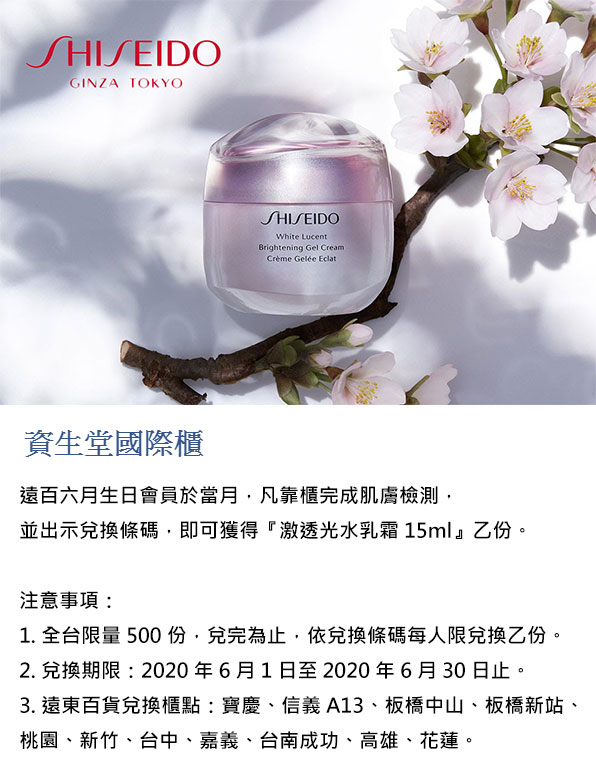 SHISEIDO
GINZA TOKYO
SHISEIDO
White Lucent
Brightening Gel Cream
Crème Gelée Eclat
資生堂國際櫃
遠百六月生日會員於當月，凡靠櫃完成肌膚檢測，
並出示兌換條碼，即可獲得『激透光水乳霜 15ml』乙份。
注意事項：
1. 全台限量 500 份，兌完為止，依兌換條碼每人限兌換乙份。
2. 兌換期限：2020 年 6 月 1 日至 2020 年 6 月 30 日止。
3. 遠東百貨兌換櫃點：寶慶、信義 A13、板橋中山、板橋新站、
桃園、新竹、台中、嘉義、台南成功、高雄、花蓮。